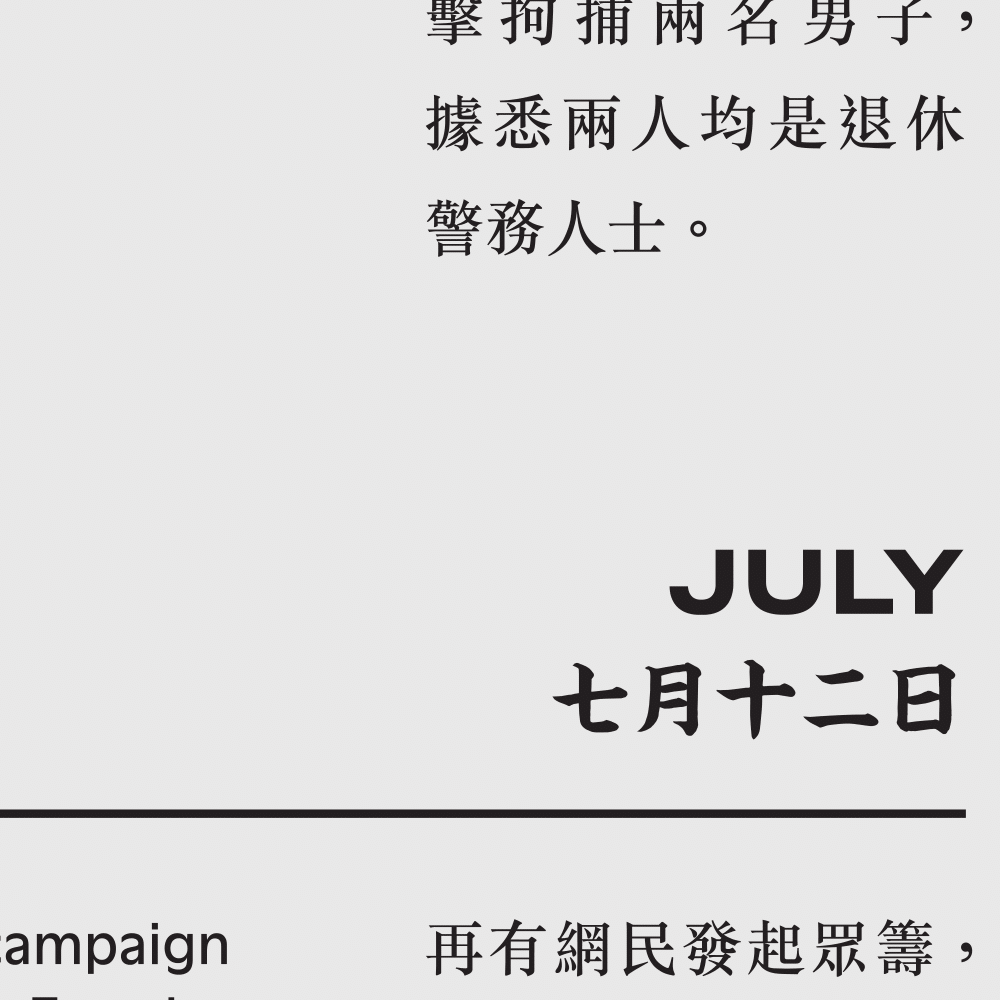 擊拘捕兩名男子，
據悉兩人均是退休
警務人士。
JULY
七月十二日
campaign
再有網民發起眾籌，